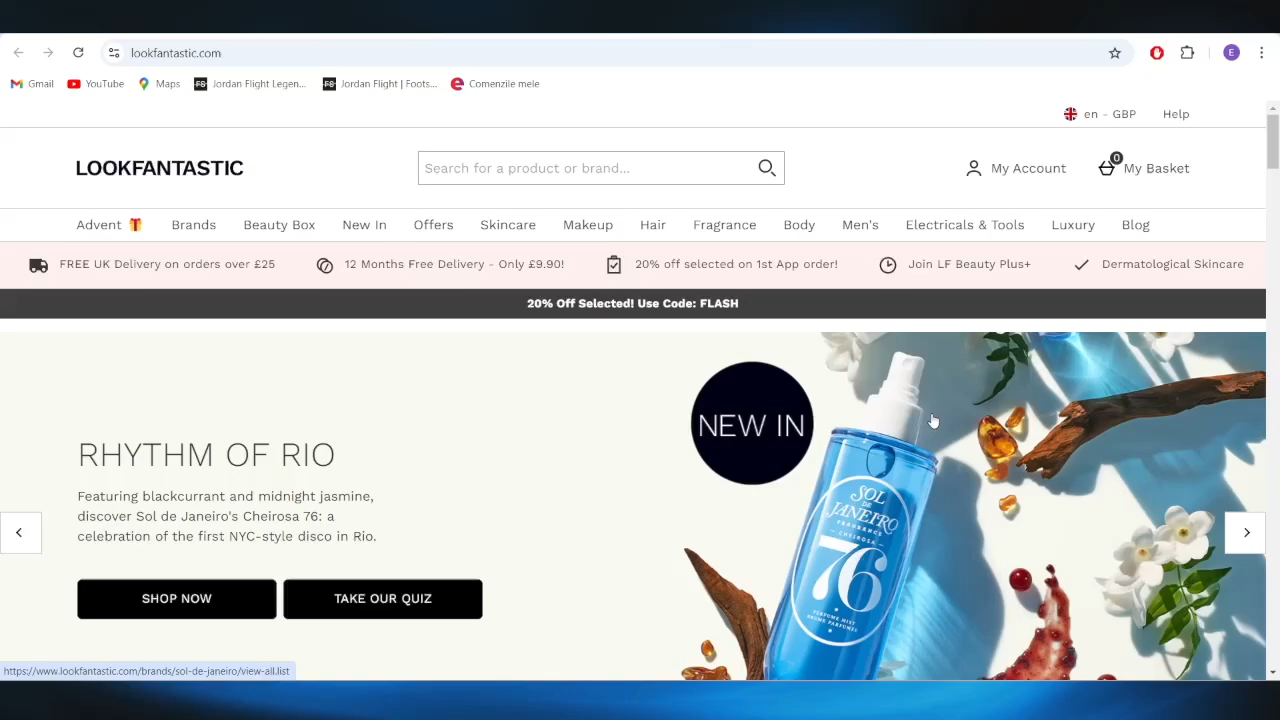 lookfantastic.com
E
Gmail
YouTube
Maps
Jordan Flight Legen...
Jordan Flight | Foots...
Comenzile mele
en - GBP
Help
LOOKFANTASTIC
Search for a product or brand...
My Account
0
My Basket
Advent
Brands
Beauty Box
New In
Offers
Skincare
Makeup
Hair
Fragrance
Body
Men's
Electricals & Tools
Luxury
Blog
FREE UK Delivery on orders over £25
12 Months Free Delivery - Only £9.90!
20% off selected on 1st App order!
Join LF Beauty Plus+
Dermatological Skincare
20% Off Selected! Use Code: FLASH
RHYTHM OF RIO
Featuring blackcurrant and midnight jasmine,
discover Sol de Janeiro's Cheirosa 76: a
celebration of the first NYC-style disco in Rio.
SHOP NOW
TAKE OUR QUIZ
NEW IN
SOL
DE
JANEIRO
FRAGRANCE
CHEIROSA
76
PERFUME MIST
BRUME PARFUMÉE
https://www.lookfantastic.com/brands/sol-de-janeiro/view-all.list